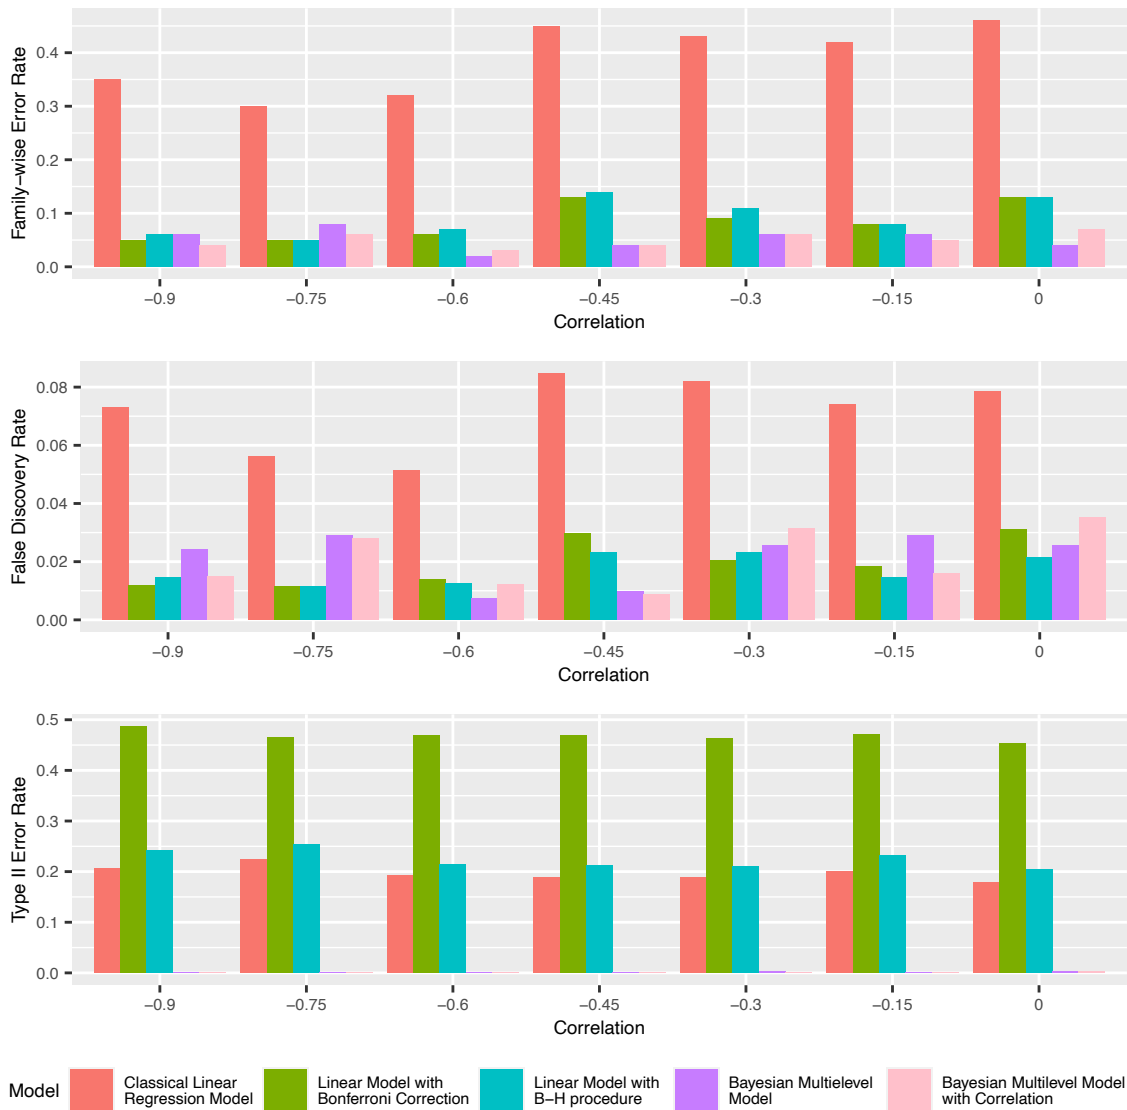 Family-wise Error Rate
0.4
0.3
0.2
0.1
0.0
−0.9 −0.75 −0.6 −0.45 −0.3 −0.15 0
Correlation
False Discovery Rate
0.08
0.06
0.04
0.02
0.00
−0.9 −0.75 −0.6 −0.45 −0.3 −0.15 0
Correlation
Type II Error Rate
0.5
0.4
0.3
0.2
0.1
0.0
−0.9 −0.75 −0.6 −0.45 −0.3 −0.15 0
Correlation
Model
Classical Linear
Regression Model
Linear Model with
Bonferroni Correction
Linear Model with
B−H procedure
Bayesian Multielevel
Model
Bayesian Multilevel Model
with Correlation